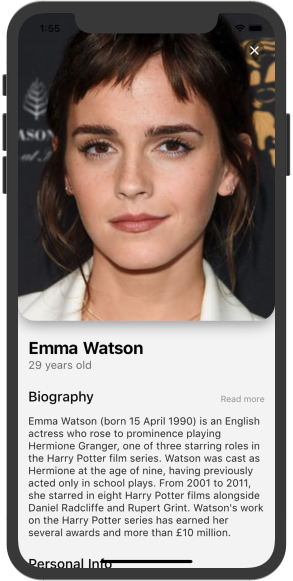 1:55
ASON
Emma Watson
29 years old
Biography
Read more
Emma Watson (born 15 April 1990) is an English
actress who rose to prominence playing
Hermione Granger, one of three starring roles in
the Harry Potter film series. Watson was cast as
Hermione at the age of nine, having previously
acted only in school plays. From 2001 to 2011,
she starred in eight Harry Potter films alongside
Daniel Radcliffe and Rupert Grint. Watson's work
on the Harry Potter series has earned her
several awards and more than £10 million.
Personal Info